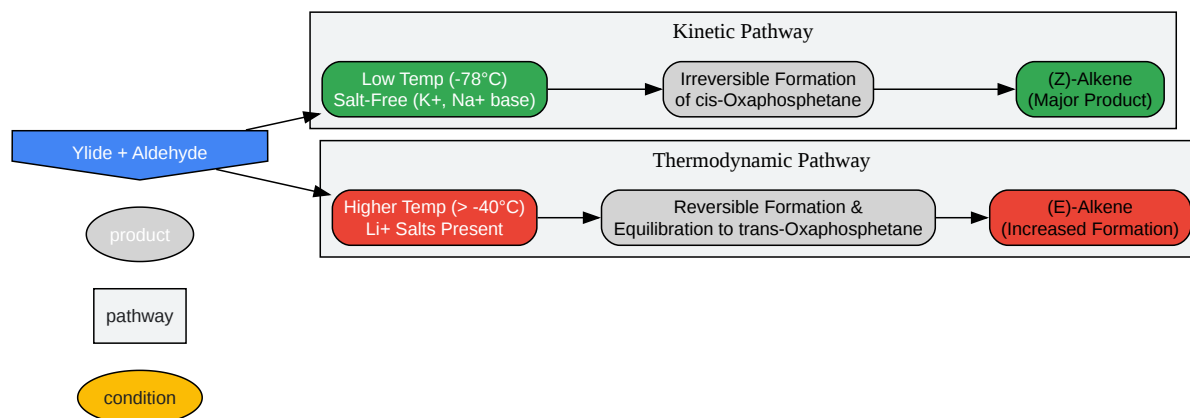 Kinetic Pathway
Low Temp (-78°C)
Salt-Free (K+, Na+ base)
Irreversible Formation
of cis-Oxaphosphetane
(Z)-Alkene
(Major Product)
Ylide + Aldehyde
Thermodynamic Pathway
Higher Temp (> -40°C)
Li+ Salts Present
Reversible Formation &
Equilibration to trans-Oxaphosphetane
(E)-Alkene
(Increased Formation)
product
pathway
condition